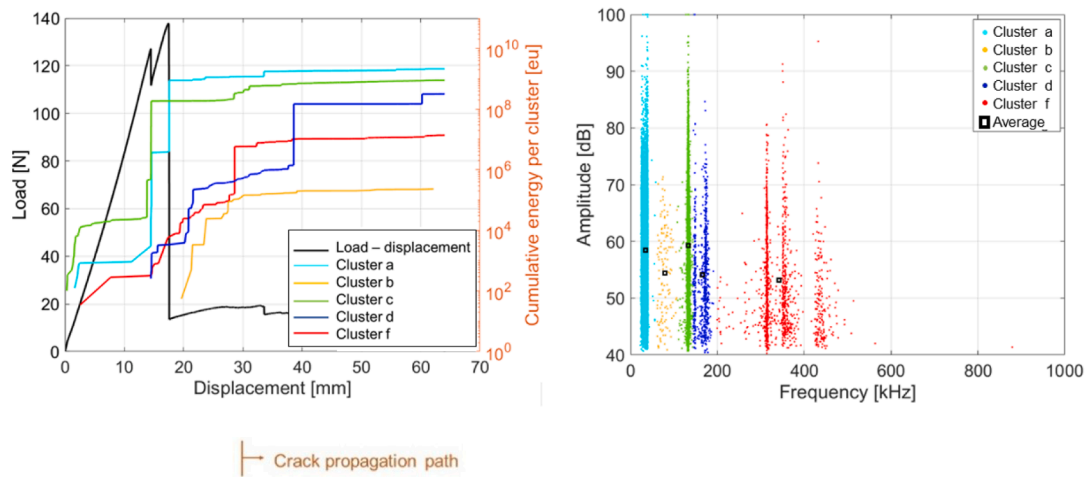 140
120
100
80
60
40
20
0
Load [N]
0 10 20 30 40 50 60 70
Displacement [mm]
10^10
10^8
10^6
10^4
10^2
10^0
Cumulative energy per cluster [eu]
Load – displacement
Cluster a
Cluster b
Cluster c
Cluster d
Cluster f
100
90
80
70
60
50
40
Amplitude [dB]
0 200 400 600 800 1000
Frequency [kHz]
Cluster a
Cluster b
Cluster c
Cluster d
Cluster f
Average_
Crack propagation path